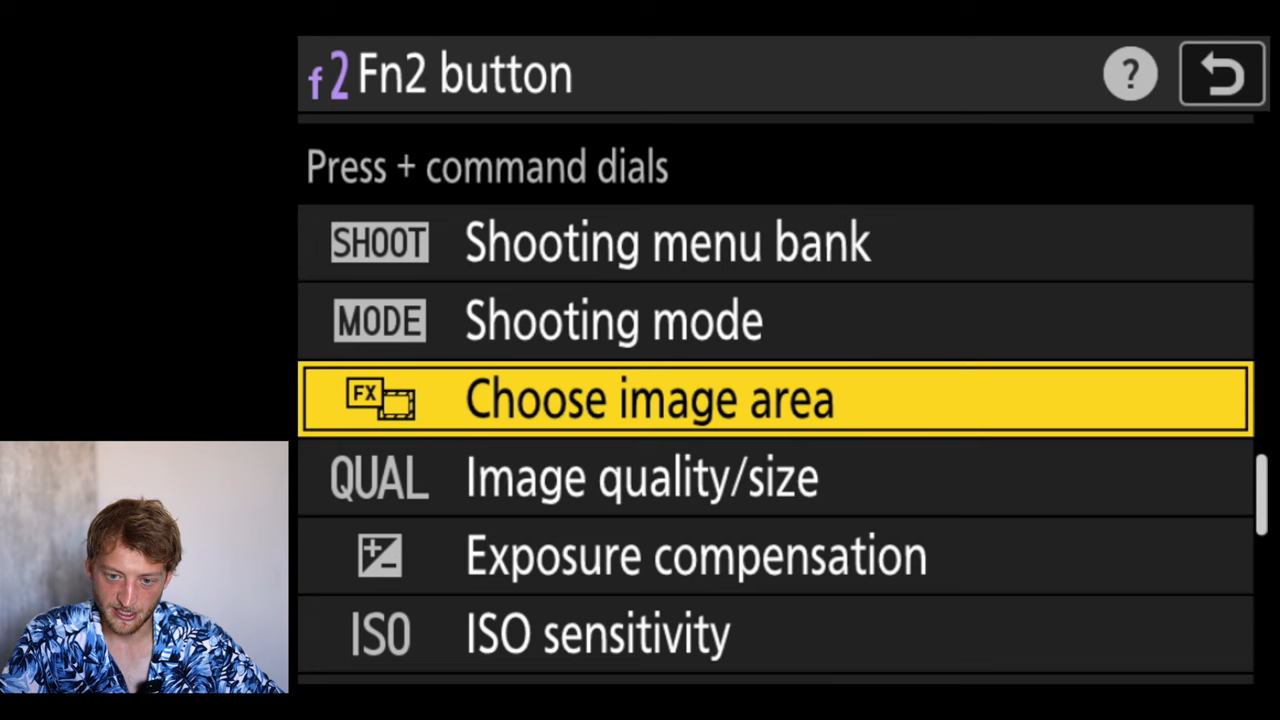 f2 Fn2 button ?
Press + command dials
SHOOT Shooting menu bank
MODE Shooting mode
FX Choose image area
QUAL Image quality/size
Exposure compensation
ISO ISO sensitivity